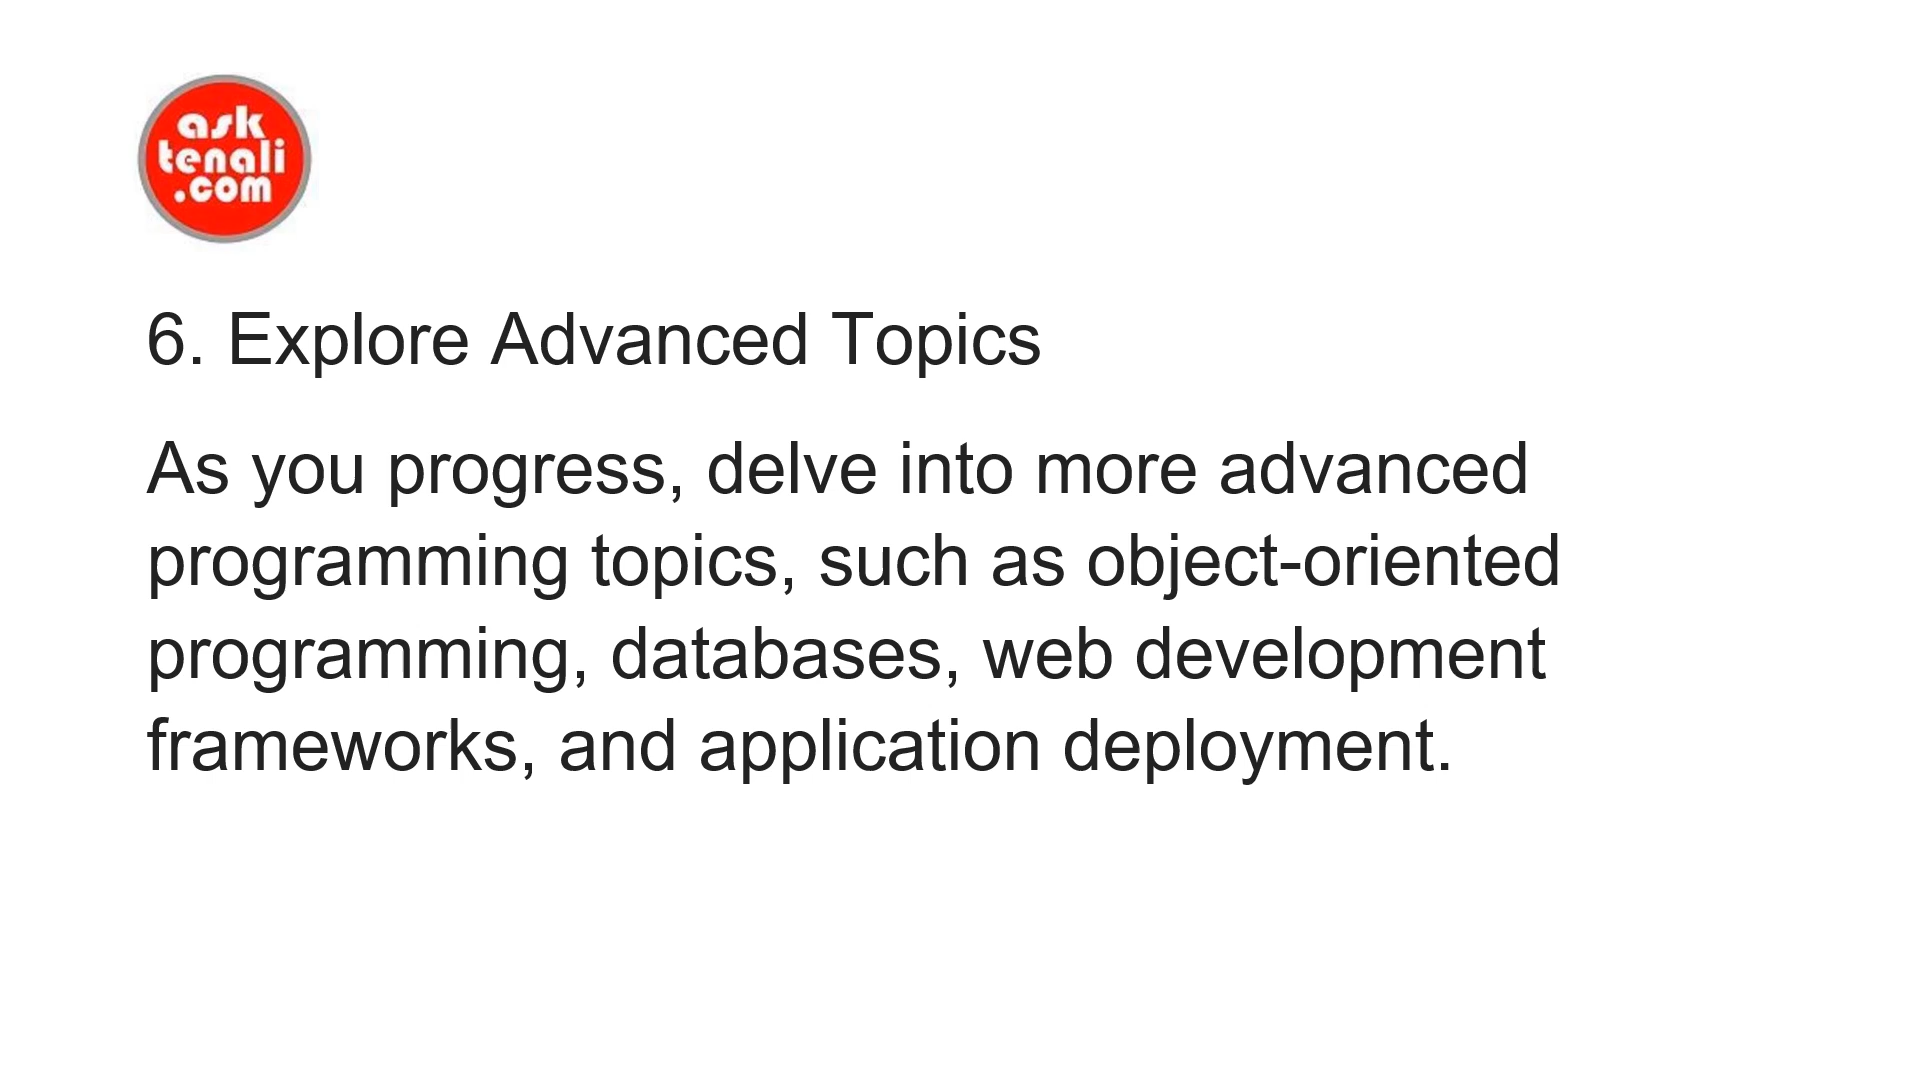 ask
tenali
.com
6. Explore Advanced Topics
As you progress, delve into more advanced
programming topics, such as object-oriented
programming, databases, web development
frameworks, and application deployment.